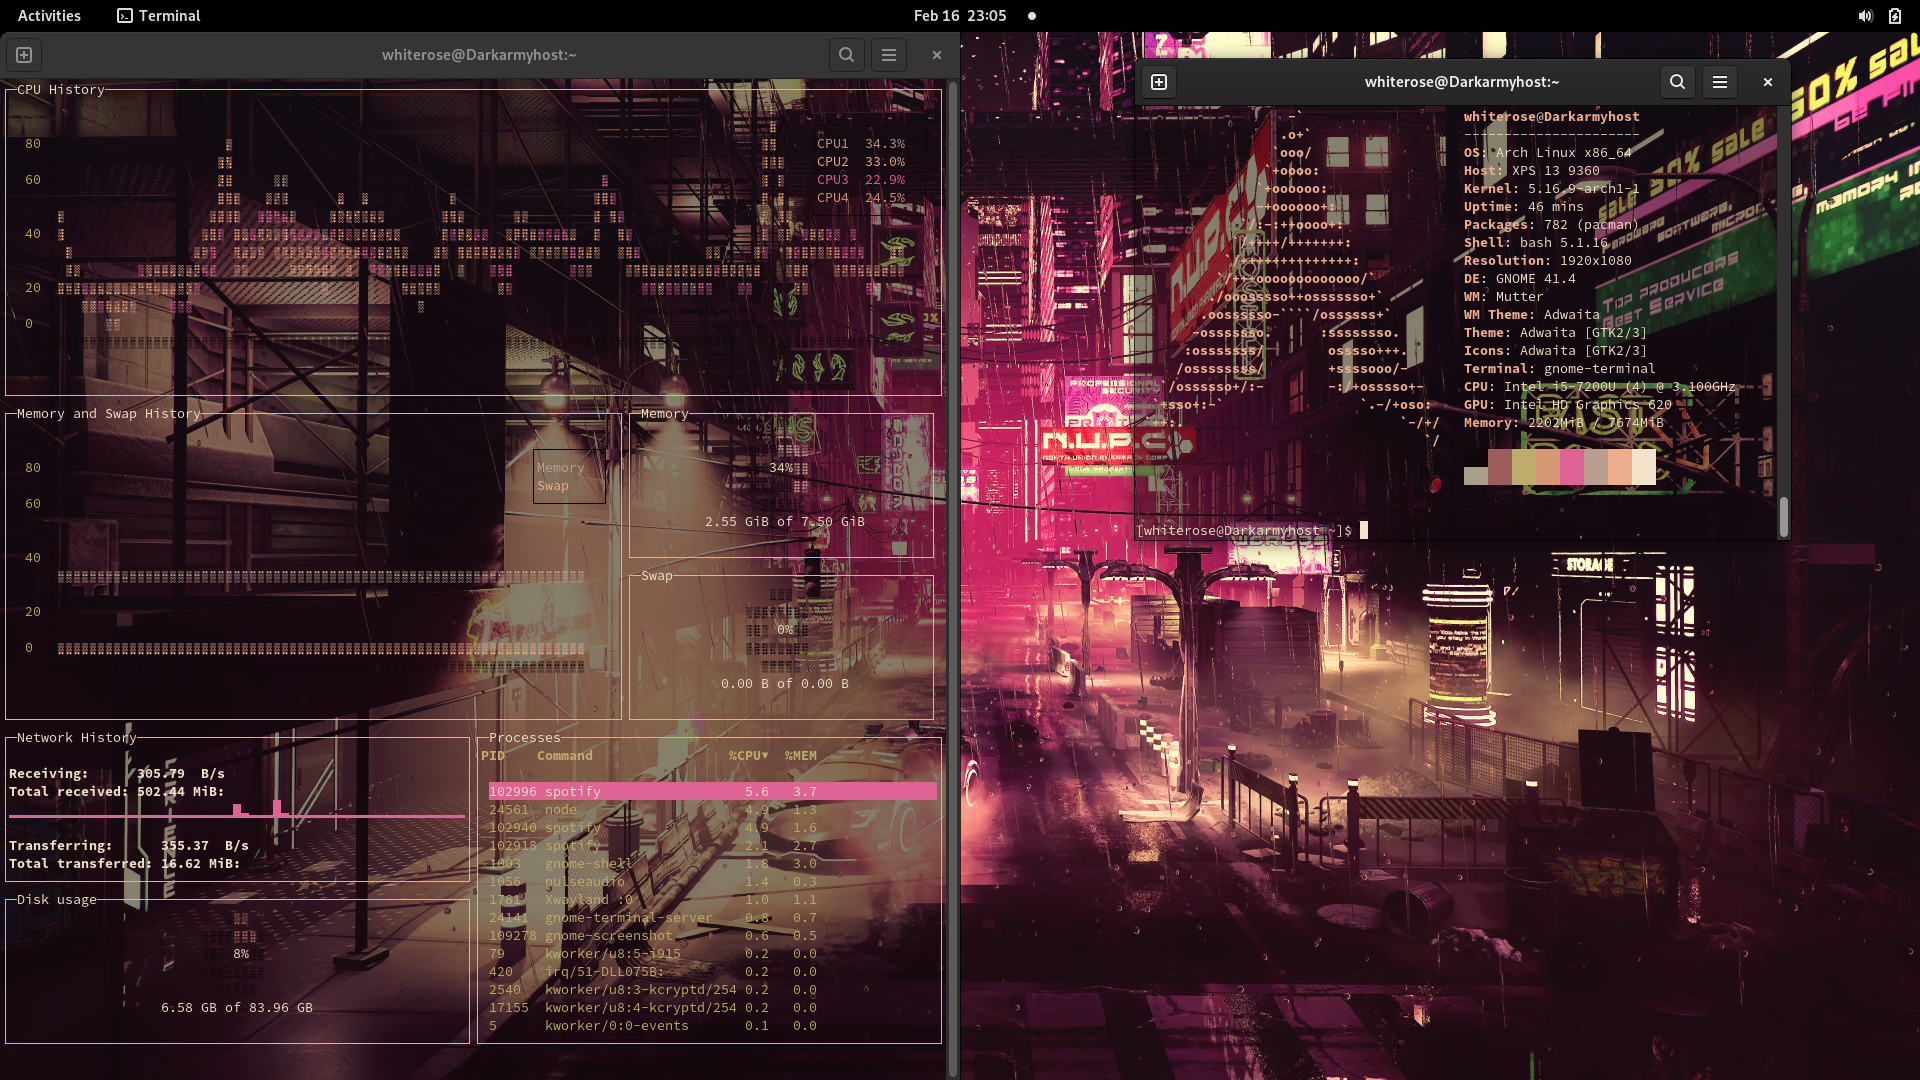 Activities
Terminal
Feb 16 23:05
whiterose@Darkarmyhost:~
CPU History
80
60
40
20
0
CPU1 34.3%
CPU2 33.0%
CPU3 22.9%
CPU4 24.5%
Memory and Swap History
80
60
40
20
0
Memory
Swap
Memory
34%
2.55 GiB of 7.50 GiB
Swap
0%
0.00 B of 0.00 B
Network History
Receiving: 305.79 B/s
Total received: 502.44 MiB:
Transferring: 355.37 B/s
Total transferred: 16.62 MiB:
Disk usage
8%
6.58 GB of 83.96 GB
Processes
PID Command %CPU▼ %MEM
102996 spotify 5.6 3.7
24561 node 4.9 1.3
102940 spotify 4.9 1.6
102918 spotify 2.1 2.7
1003 gnome-shell 1.8 3.0
1056 pulseaudio 1.4 0.3
1781 Xwayland :0 1.0 1.1
24141 gnome-terminal-server 0.8 0.7
109278 gnome-screenshot 0.6 0.5
79 kworker/u8:5-i915 0.2 0.0
420 irq/51-DLL075B: 0.2 0.0
2540 kworker/u8:3-kcryptd/254 0.2 0.0
17155 kworker/u8:4-kcryptd/254 0.2 0.0
5 kworker/0:0-events 0.1 0.0
whiterose@Darkarmyhost:~
whiterose@Darkarmyhost
----------------------
OS: Arch Linux x86_64
Host: XPS 13 9360
Kernel: 5.16.9-arch1-1
Uptime: 46 mins
Packages: 782 (pacman)
Shell: bash 5.1.16
Resolution: 1920x1080
DE: GNOME 41.4
WM: Mutter
WM Theme: Adwaita
Theme: Adwaita [GTK2/3]
Icons: Adwaita [GTK2/3]
Terminal: gnome-terminal
CPU: Intel i5-7200U (4) @ 3.100GHz
GPU: Intel HD Graphics 620
Memory: 2202MiB / 7674MiB
[whiterose@Darkarmyhost ~]$
50% sale
50% sale
TOP PRODUCERS
BEST SERVICE
PROFESSIONAL
SECURITY
N.U.P.C.
STORAGE